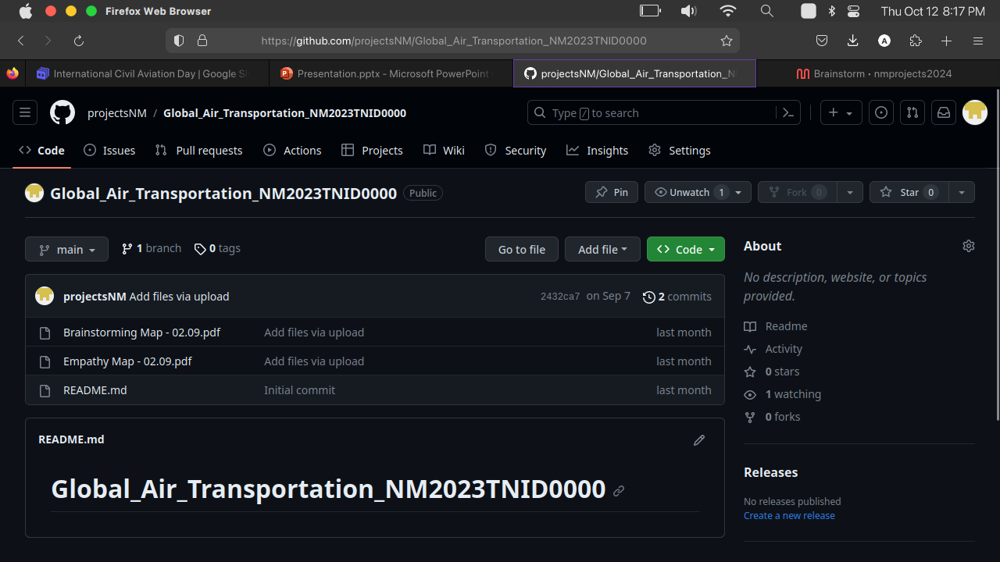 Firefox Web Browser
Thu Oct 12 8:17 PM
https://github.com/projectsNM/Global_Air_Transportation_NM2023TNID0000
A
International Civil Aviation Day | Google
Presentation.pptx - Microsoft PowerPoint
projectsNM/Global_Air_Transportation_N
Brainstorm • nmprojects2024
projectsNM / Global_Air_Transportation_NM2023TNID0000
Type / to search
Code Issues Pull requests Actions Projects Wiki Security Insights Settings
Global_Air_Transportation_NM2023TNID0000 Public
Pin Unwatch 1 Fork 0 Star 0
main 1 branch 0 tags
Go to file Add file Code
projectsNM Add files via upload 2432ca7 on Sep 7 2 commits
Brainstorming Map - 02.09.pdf Add files via upload last month
Empathy Map - 02.09.pdf Add files via upload last month
README.md Initial commit last month
README.md
Global_Air_Transportation_NM2023TNID0000
About
No description, website, or topics
provided.
Readme
Activity
0 stars
1 watching
0 forks
Releases
No releases published
Create a new release